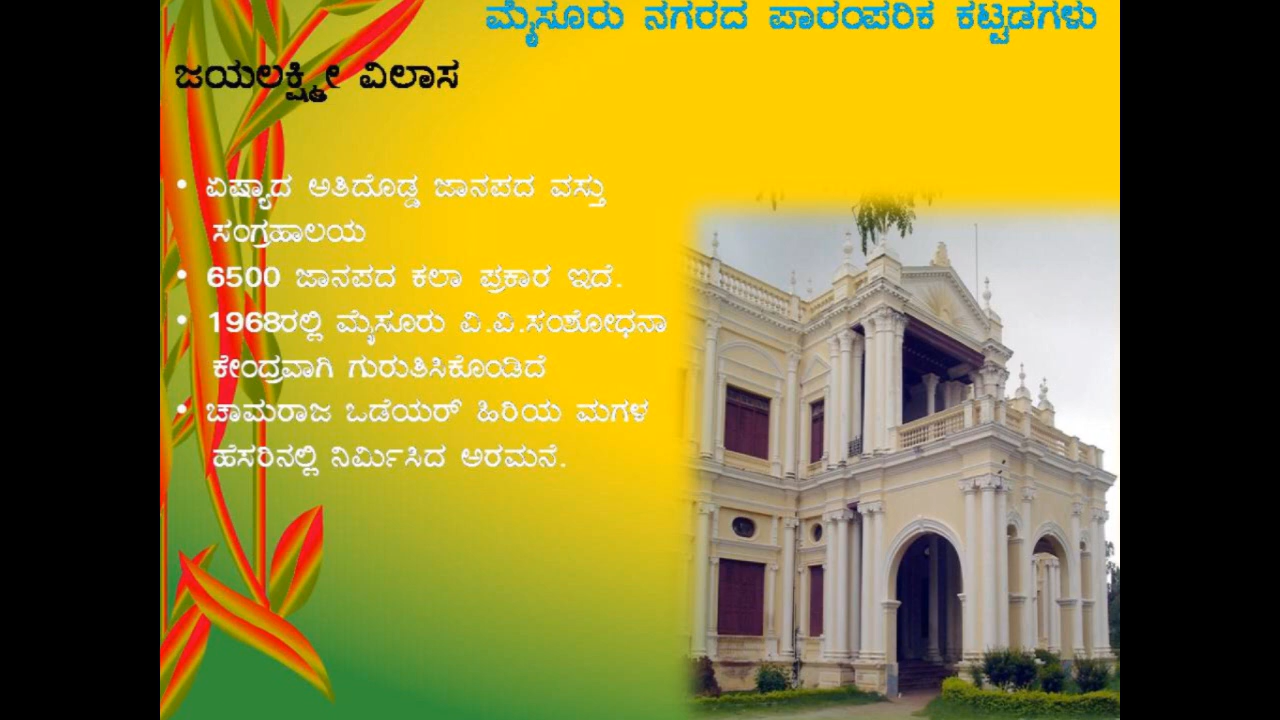 ಮೈಸೂರು ನಗರದ ಪಾರಂಪರಿಕ ಕಟ್ಟಡಗಳು
ಜಯಲಕ್ಷ್ಮೀ ವಿಲಾಸ
• ಏಷ್ಯಾದ ಅತಿದೊಡ್ಡ ಜಾನಪದ ವಸ್ತು
ಸಂಗ್ರಹಾಲಯ
• 6500 ಜಾನಪದ ಕಲಾ ಪ್ರಕಾರ ಇದೆ.
• 1968ರಲ್ಲಿ ಮೈಸೂರು ವಿ.ವಿ.ಸಂಶೋಧನಾ
ಕೇಂದ್ರವಾಗಿ ಗುರುತಿಸಿಕೊಂಡಿದೆ
• ಚಾಮರಾಜ ಒಡೆಯರ್ ಹಿರಿಯ ಮಗಳ
ಹೆಸರಿನಲ್ಲಿ ನಿರ್ಮಿಸಿದ ಅರಮನೆ.